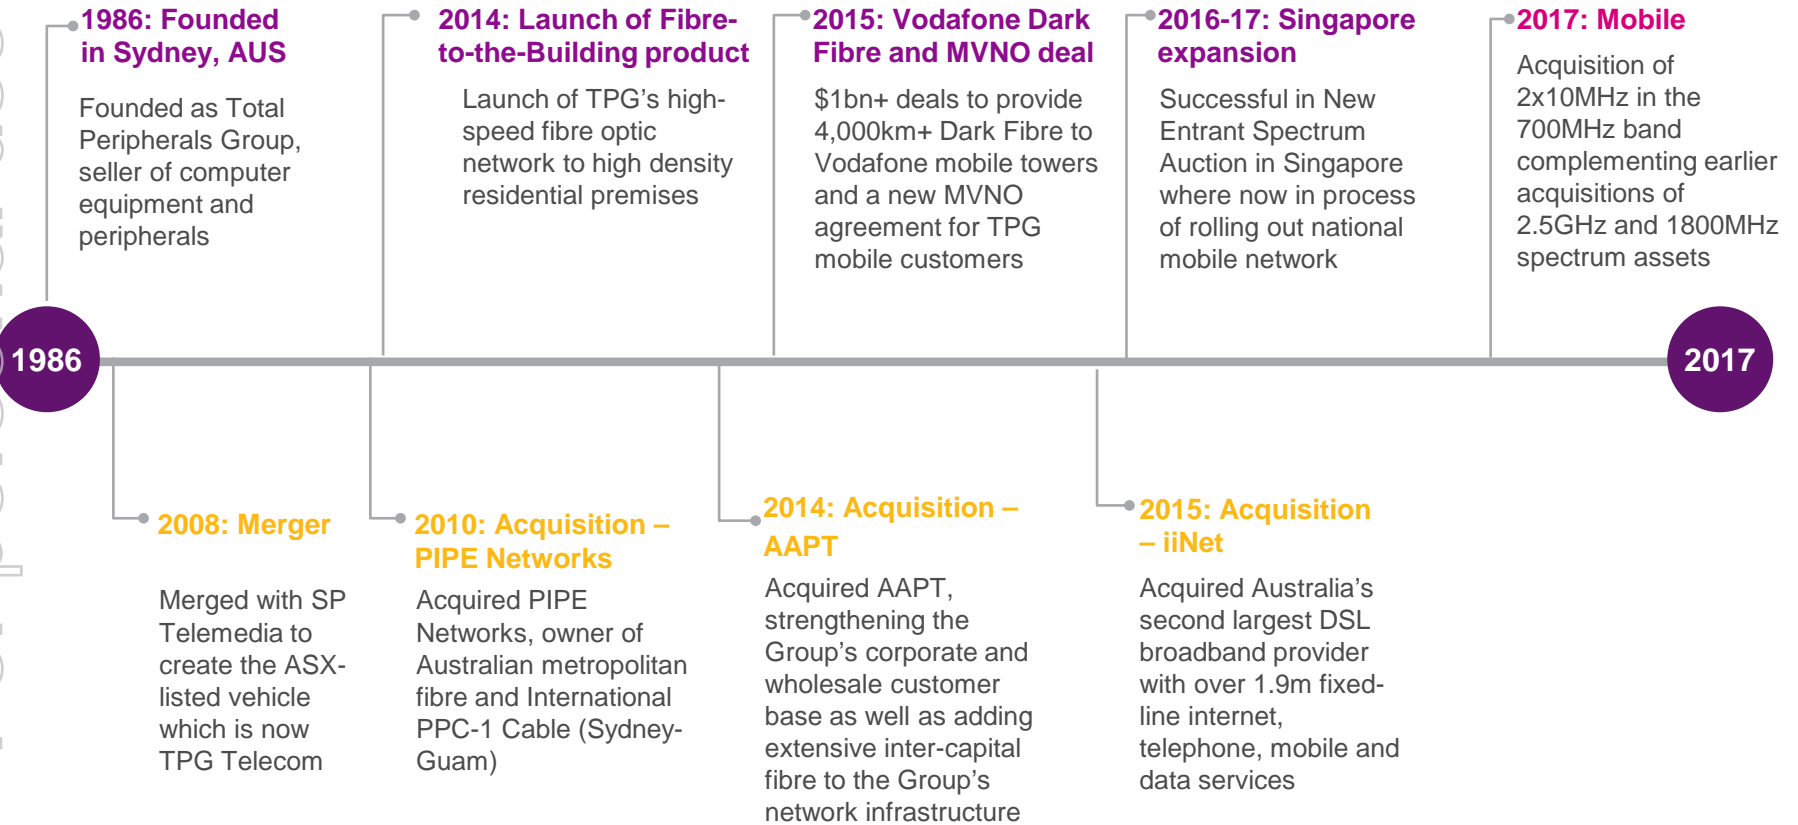 1986: Founded
in Sydney, AUS
Founded as Total
Peripherals Group,
seller of computer
equipment and
peripherals
2014: Launch of Fibre-
to-the-Building product
Launch of TPG's high-
speed fibre optic
network to high density
residential premises
2015: Vodafone Dark
Fibre and MVNO deal
$1bn+ deals to provide
4,000km+ Dark Fibre to
Vodafone mobile towers
and a new MVNO
agreement for TPG
mobile customers
2016-17: Singapore
expansion
Successful in New
Entrant Spectrum
Auction in Singapore
where now in process
of rolling out national
mobile network
2017: Mobile
Acquisition of
2x10MHz in the
700MHz band
complementing earlier
acquisitions of
2.5GHz and 1800MHz
spectrum assets
1986
2017
2008: Merger
Merged with SP
Telemedia to
create the ASX-
listed vehicle
which is now
TPG Telecom
2010: Acquisition –
PIPE Networks
Acquired PIPE
Networks, owner of
Australian metropolitan
fibre and International
PPC-1 Cable (Sydney-
Guam)
2014: Acquisition –
AAPT
Acquired AAPT,
strengthening the
Group's corporate and
wholesale customer
base as well as adding
extensive inter-capital
fibre to the Group's
network infrastructure
2015: Acquisition
– iiNet
Acquired Australia's
second largest DSL
broadband provider
with over 1.9m fixed-
line internet,
telephone, mobile and
data services